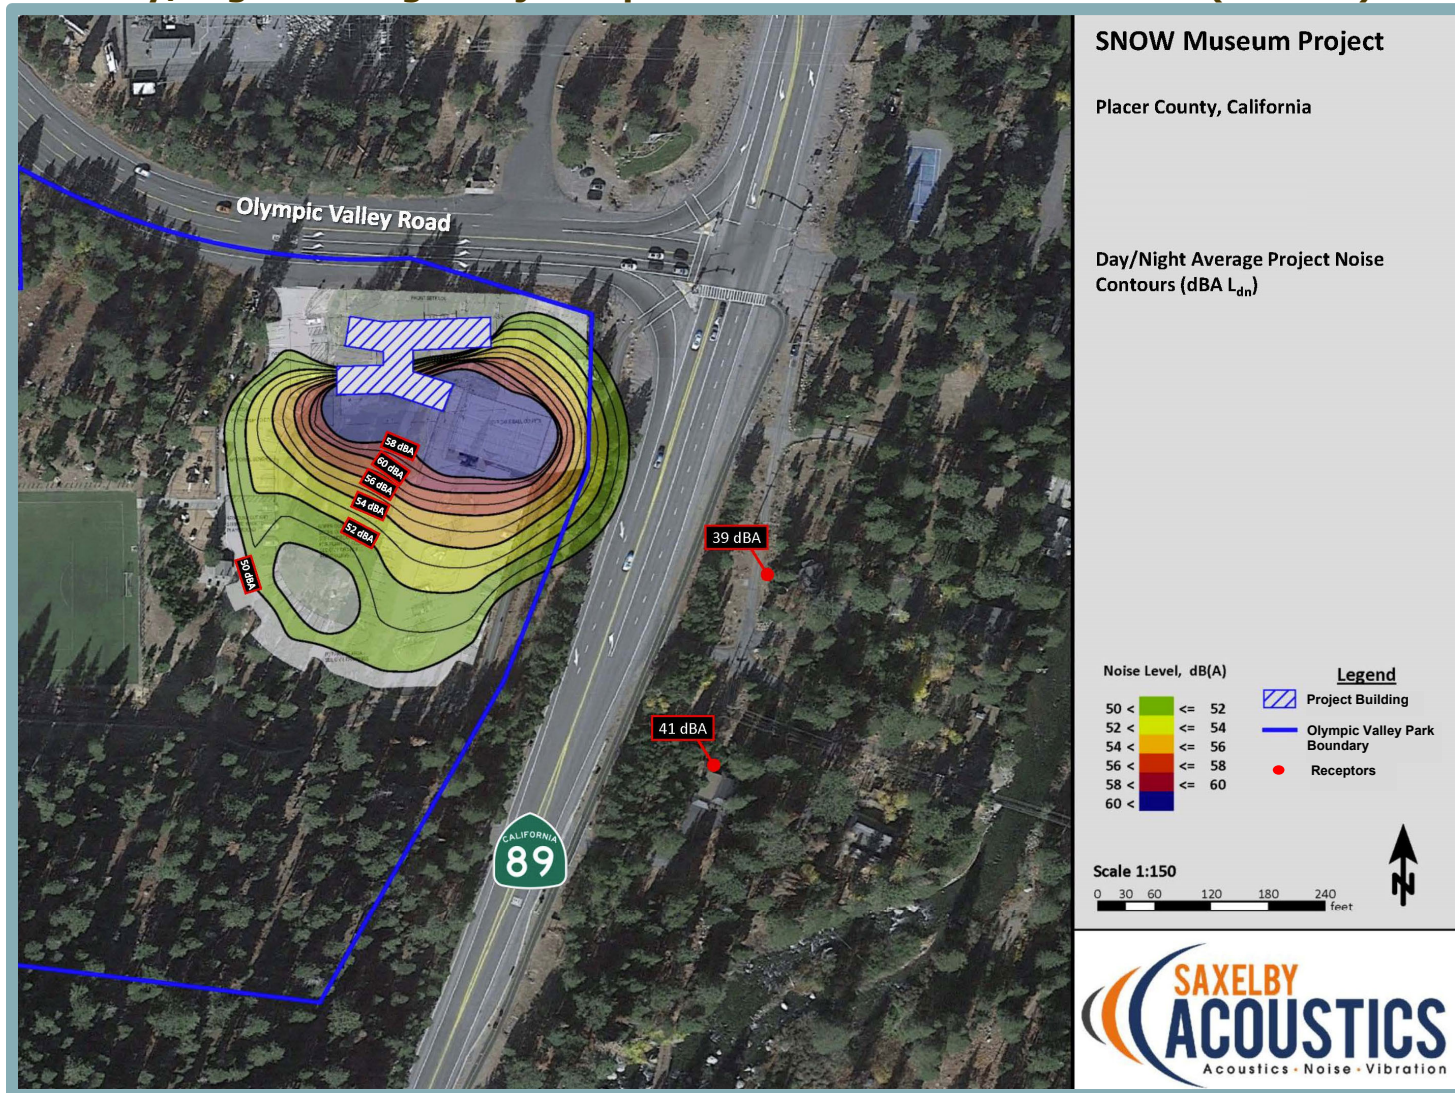 SNOW Museum Project
Placer County, California
Day/Night Average Project Noise
Contours (dBA Ldn)
Olympic Valley Road
58 dBA
60 dBA
56 dBA
54 dBA
52 dBA
50 dBA
39 dBA
41 dBA
CALIFORNIA
89
Noise Level, dB(A)
50 < <= 52
52 < <= 54
54 < <= 56
56 < <= 58
58 < <= 60
60 <
Legend
Project Building
Olympic Valley Park
Boundary
Receptors
Scale 1:150
0 30 60 120 180 240
feet
N
SAXELBY
ACOUSTICS
Acoustics · Noise · Vibration